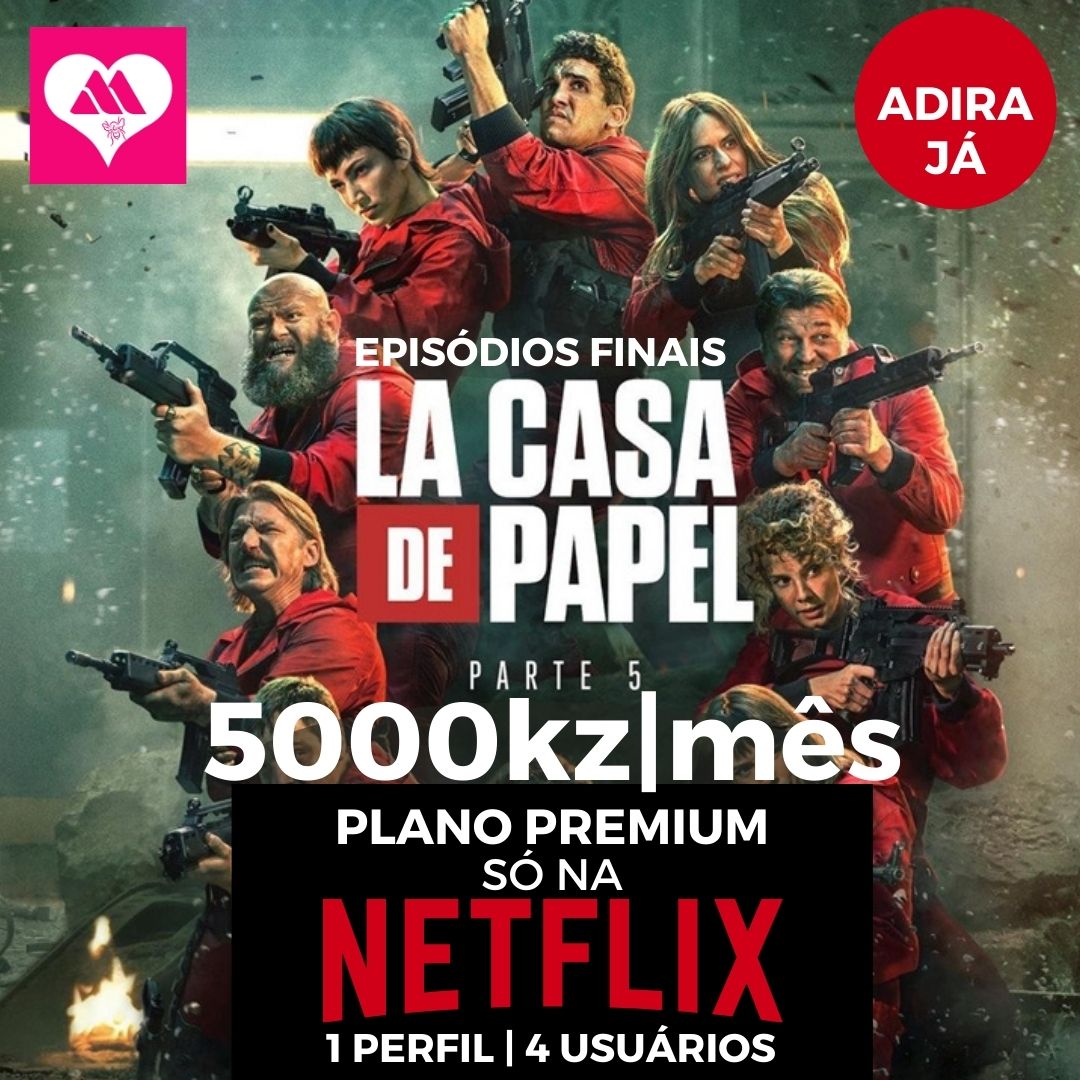 ADIRA
JÁ
EPISÓDIOS FINAIS
LA CASA
DE PAPEL
PARTE 5
5000kz|mês
PLANO PREMIUM
SÓ NA
NETFLIX
1 PERFIL | 4 USUÁRIOS